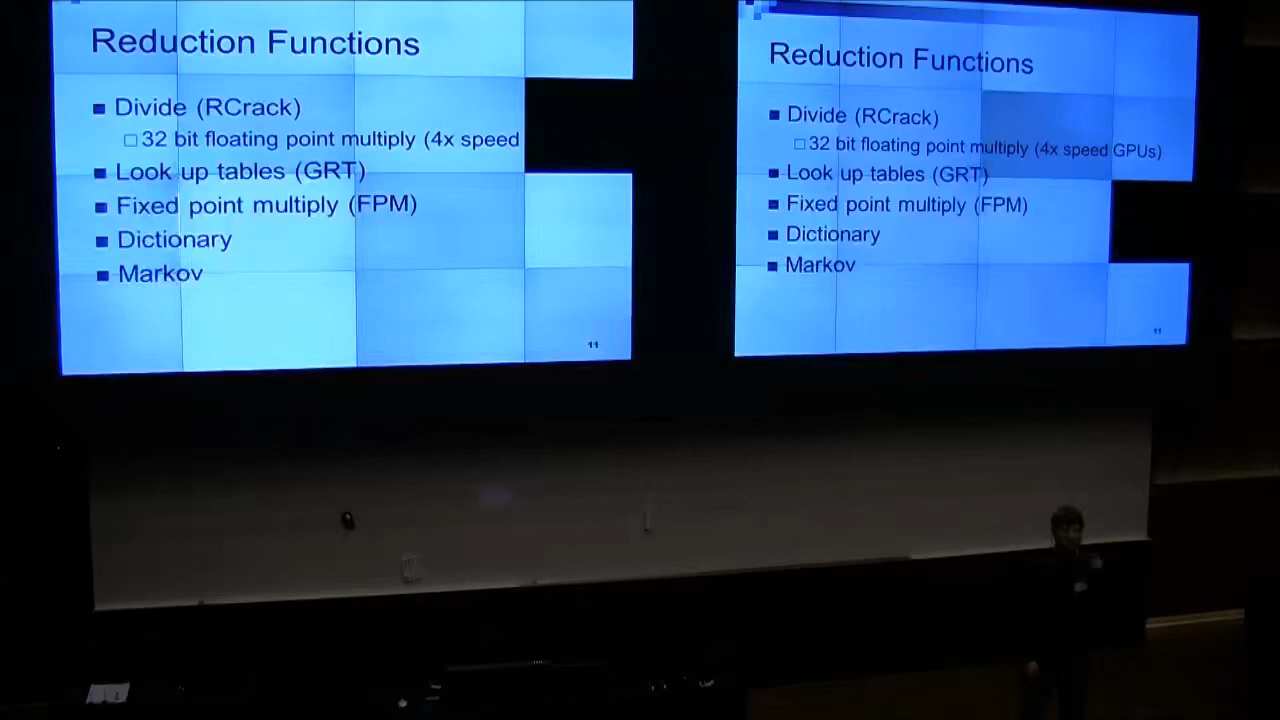 Reduction Functions
Divide (RCrack)
32 bit floating point multiply (4x speed
Look up tables (GRT)
Fixed point multiply (FPM)
Dictionary
Markov
11
Reduction Functions
Divide (RCrack)
32 bit floating point multiply (4x speed GPUs)
Look up tables (GRT)
Fixed point multiply (FPM)
Dictionary
Markov
11